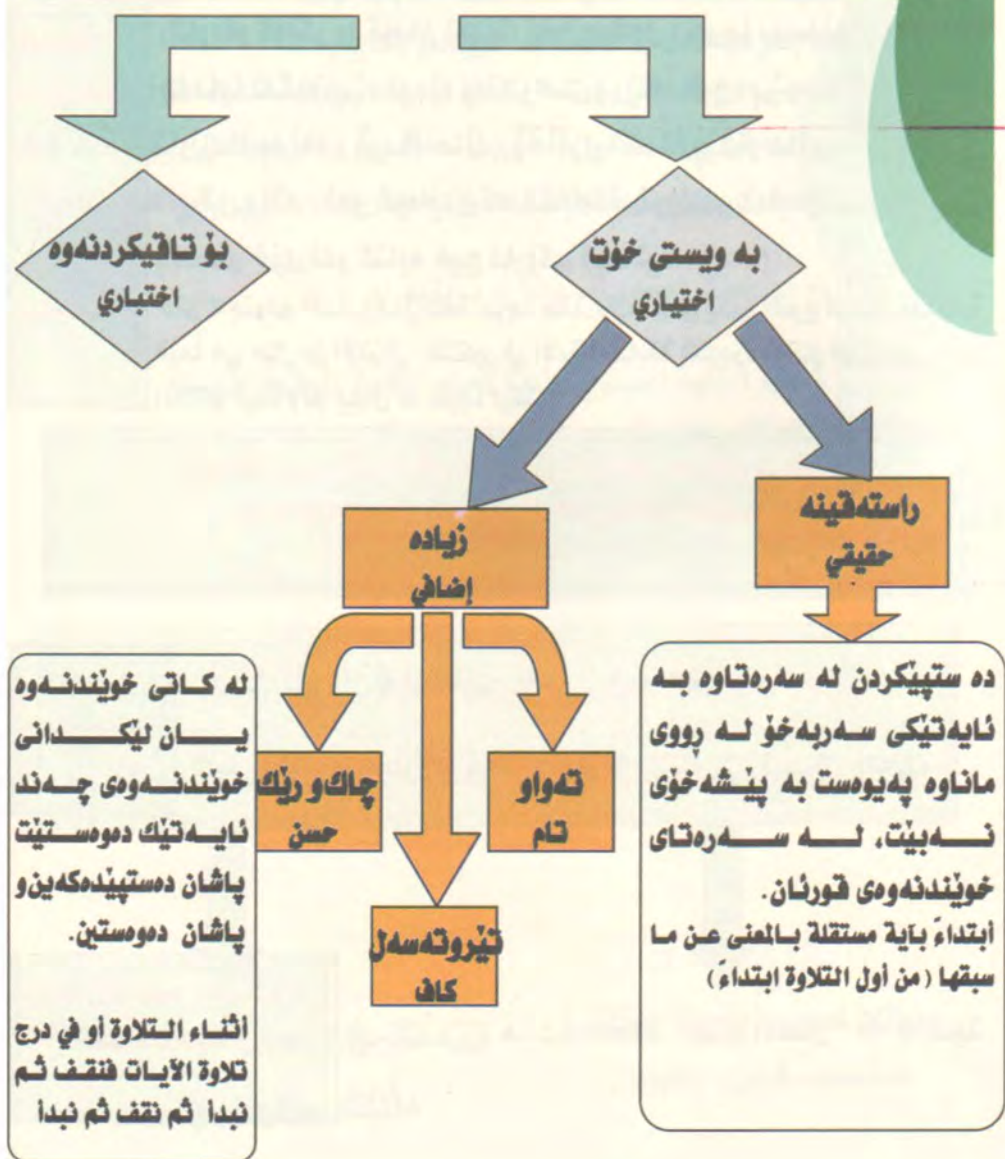 به ویستی خۆت
اختياري
بۆ تاقیکردنەوە
اختباري
راستەقینە
حقيقي
زیادە
إضافي
دە ستپێکردن لە سەرەتاوە بە
ئایەتێکی سەربەخۆ لە رووی
ماناوە پەیوەست بە پێشەخۆی
نەبێت، لە سەرەتای
خوێندنەوەی قورئان.
أبتداءً بآية مستقلة بالمعنى عن ما
سبقها (من أول التلاوة ابتداءً)
تەواو
تام
تێروتەسەل
كاف
چاك و رێك
حسن
لە کاتی خوێندنەوە
یان لێکدانی
خوێندنەوەی چەند
ئایەتێك دەوەستێت
پاشان دەستپێدەکەین و
پاشان دەوەستین.
أثناء التلاوة أو في درج
تلاوة الآيات فنقف ثم
نبدأ ثم نقف ثم نبدأ